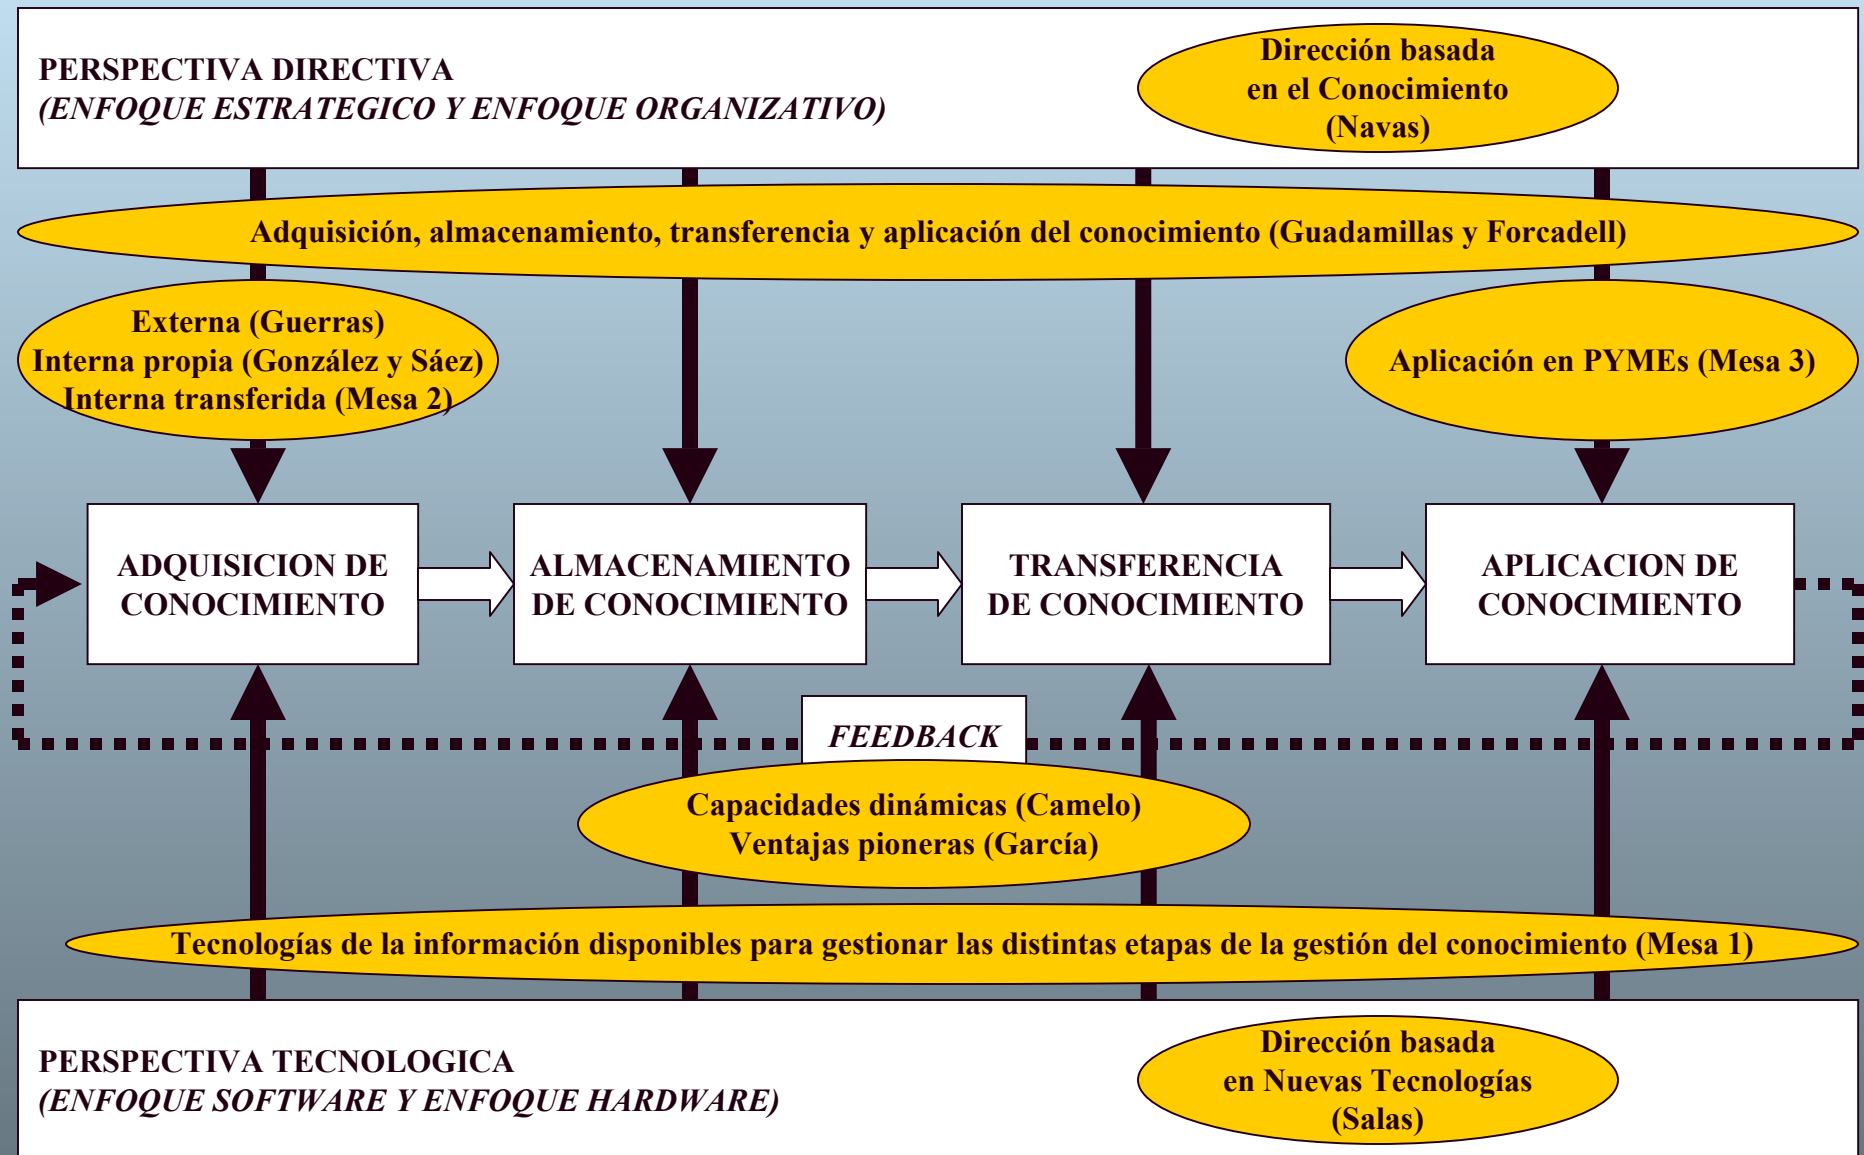 PERSPECTIVA DIRECTIVA
(ENFOQUE ESTRATEGICO Y ENFOQUE ORGANIZATIVO)
Dirección basada
en el Conocimiento
(Navas)
Adquisición, almacenamiento, transferencia y aplicación del conocimiento (Guadamillas y Forcadell)
Externa (Guerras)
Interna propia (González y Sáez)
Interna transferida (Mesa 2)
Aplicación en PYMEs (Mesa 3)
ADQUISICION DE
CONOCIMIENTO
ALMACENAMIENTO
DE CONOCIMIENTO
TRANSFERENCIA
DE CONOCIMIENTO
APLICACION DE
CONOCIMIENTO
FEEDBACK
Capacidades dinámicas (Camelo)
Ventajas pioneras (García)
Tecnologías de la información disponibles para gestionar las distintas etapas de la gestión del conocimiento (Mesa 1)
PERSPECTIVA TECNOLOGICA
(ENFOQUE SOFTWARE Y ENFOQUE HARDWARE)
Dirección basada
en Nuevas Tecnologías
(Salas)